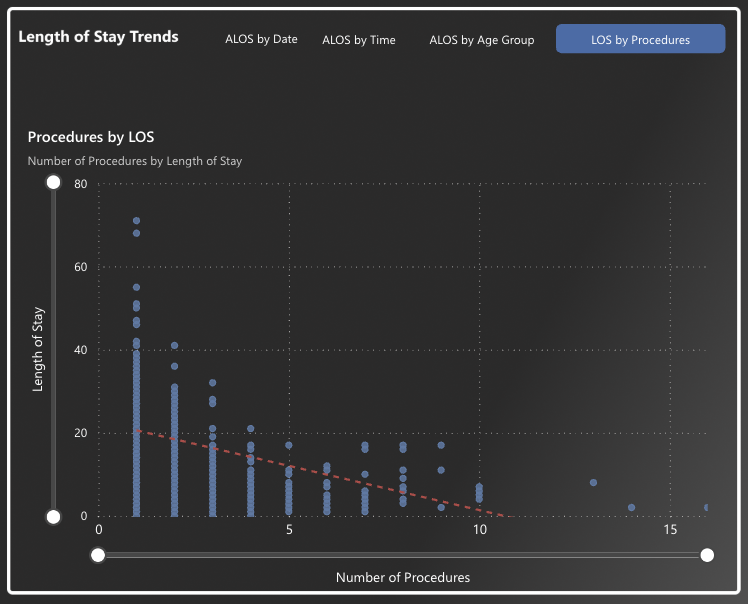 Length of Stay Trends
ALOS by Date
ALOS by Time
ALOS by Age Group
LOS by Procedures
Procedures by LOS
Number of Procedures by Length of Stay
80
60
40
20
0
Length of Stay
0
5
10
15
Number of Procedures